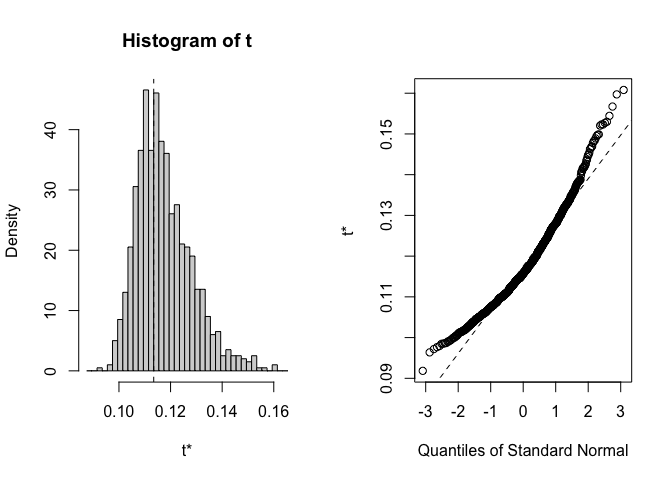 Histogram of t
Density
0
10
20
30
40
0.10 0.12 0.14 0.16
t*
t*
0.09
0.11
0.13
0.15
-3 -2 -1 0 1 2 3
Quantiles of Standard Normal